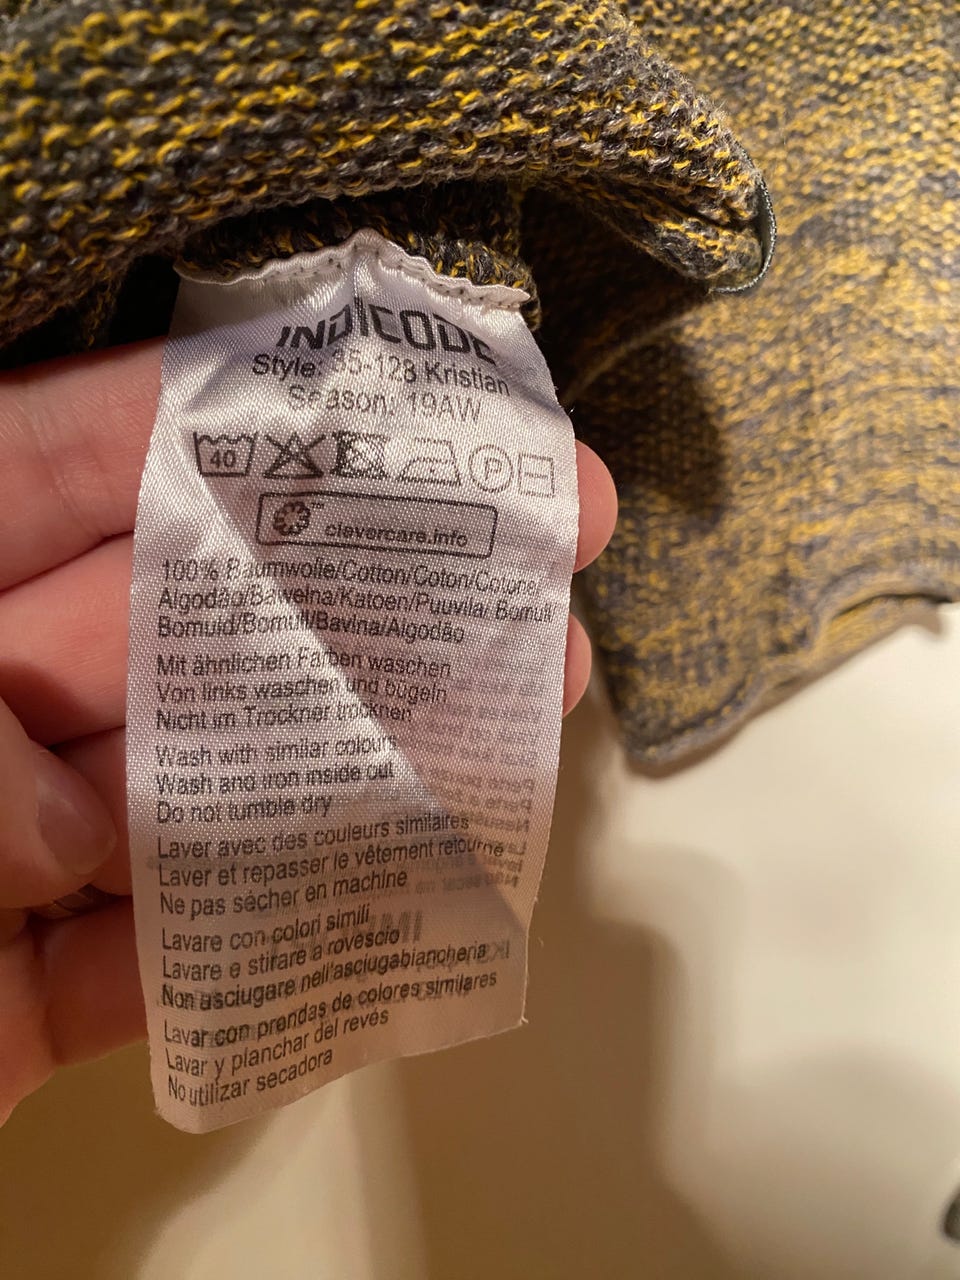 INDICODE
Style: 35-128 Kristian
Season: 19AW
40 P
clevercare.info
100% Baumwolle/Cotton/Coton/Cotone/
Algodão/Bawełna/Katoen/Puuvilla/ Bomull/
Bomuld/Bomull/Bavlna/Algodão
Mit ähnlichen Farben waschen
Von links waschen und bügeln
Nicht im Trockner trocknen
Wash with similar colours
Wash and iron inside out
Do not tumble dry
Laver avec des couleurs similaires
Laver et repasser le vêtement retourné
Ne pas sécher en machine
Lavare con colori simili
Lavare e stirare a rovescio
Non asciugare nell'asciugabiancheria
Lavar con prendas de colores similares
Lavar y planchar del revés
No utilizar secadora